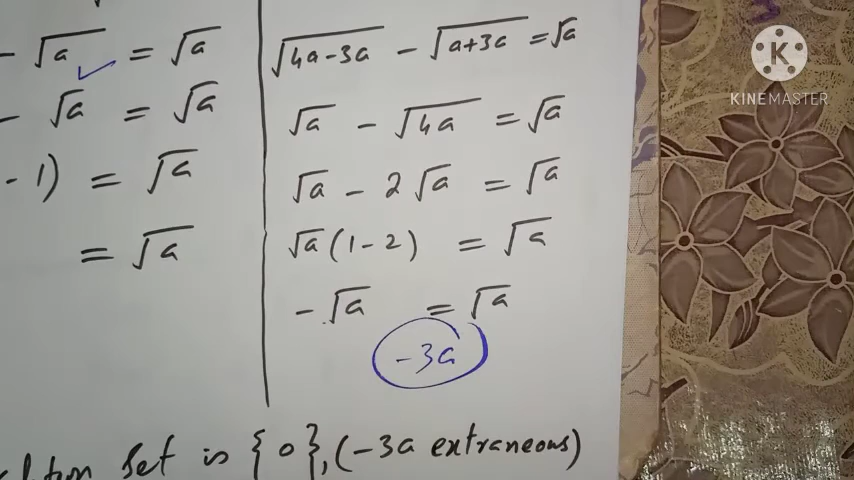 - √a = √a
- √a = √a
- 1) = √a
= √a
√4a-3a - √a+3a = √a
√a - √4a = √a
√a - 2√a = √a
√a (1-2) = √a
-√a = √a
-3a
Set is {0}, (-3a extraneous)
K
KINEMASTER